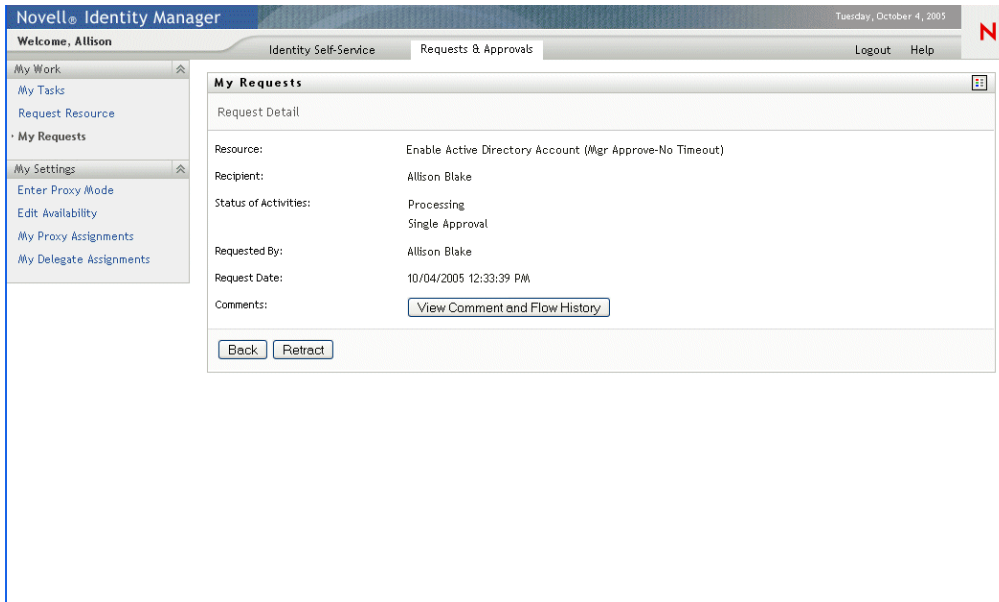 Novell® Identity Manager
Tuesday, October 4, 2005
N
Welcome, Allison
Identity Self-Service
Requests & Approvals
Logout Help
My Work
My Tasks
Request Resource
My Requests
My Settings
Enter Proxy Mode
Edit Availability
My Proxy Assignments
My Delegate Assignments
My Requests
Request Detail
Resource: Enable Active Directory Account (Mgr Approve-No Timeout)
Recipient: Allison Blake
Status of Activities: Processing
Single Approval
Requested By: Allison Blake
Request Date: 10/04/2005 12:33:39 PM
Comments: View Comment and Flow History
Back Retract